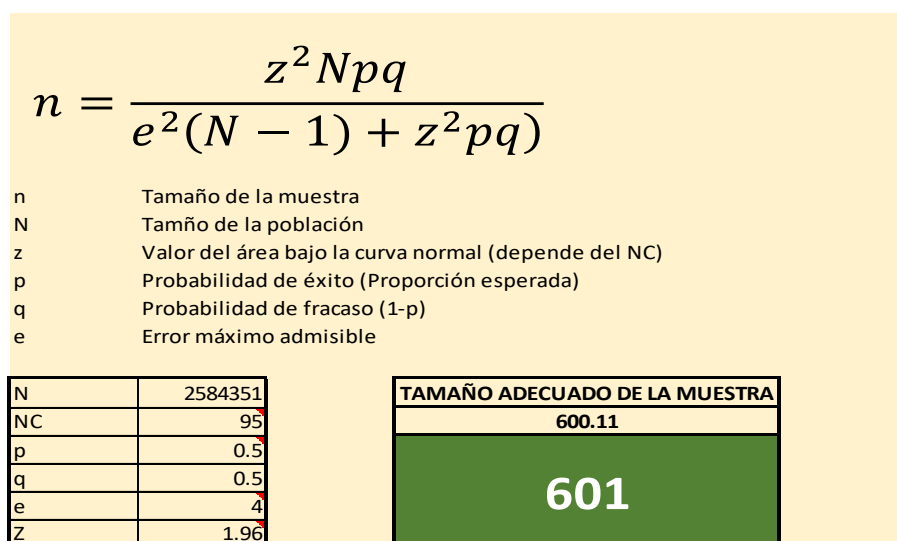 n = z²Npq / e²(N − 1) + z²pq)
n Tamaño de la muestra
N Tamño de la población
z Valor del área bajo la curva normal (depende del NC)
p Probabilidad de éxito (Proporción esperada)
q Probabilidad de fracaso (1-p)
e Error máximo admisible
N 2584351
NC 95
p 0.5
q 0.5
e 4
Z 1.96
TAMAÑO ADECUADO DE LA MUESTRA
600.11
601